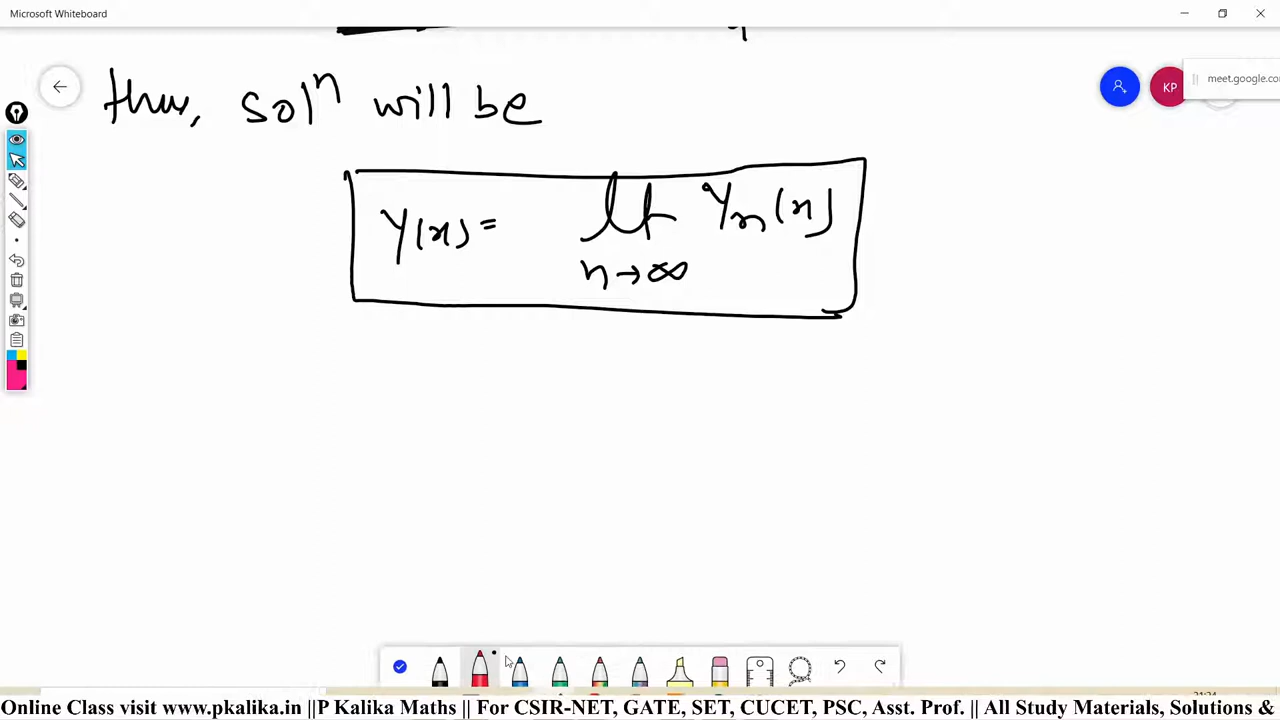 Microsoft Whiteboard
thus, solⁿ will be
KP
meet.google.co
y(x) = lt yₙ(x)
n→∞
Online Class visit www.pkalika.in ||P Kalika Maths || For CSIR-NET, GATE, SET, CUCET, PSC, Asst. Prof. || All Study Materials, Solutions &